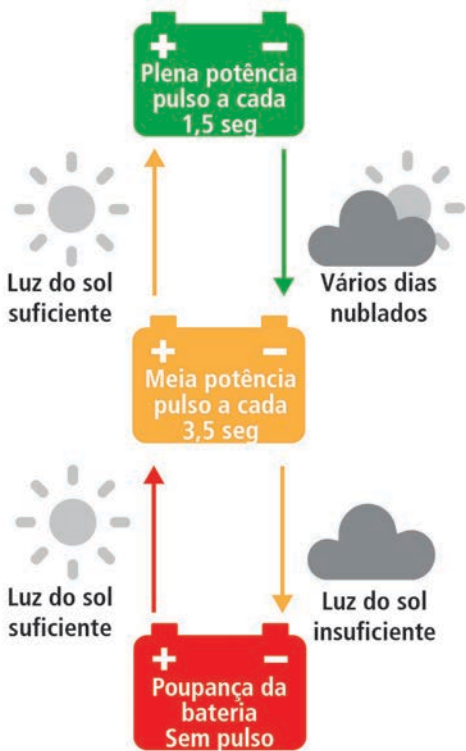 + −
Plena potência
pulso a cada
1,5 seg
Luz do sol
suficiente
Vários dias
nublados
+ −
Meia potência
pulso a cada
3,5 seg
Luz do sol
suficiente
Luz do sol
insuficiente
+ −
Poupança da
bateria
Sem pulso